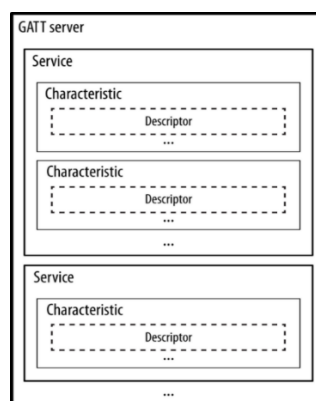 GATT server
Service
Characteristic
Descriptor
...
Characteristic
Descriptor
...
...
Service
Characteristic
Descriptor
...
...